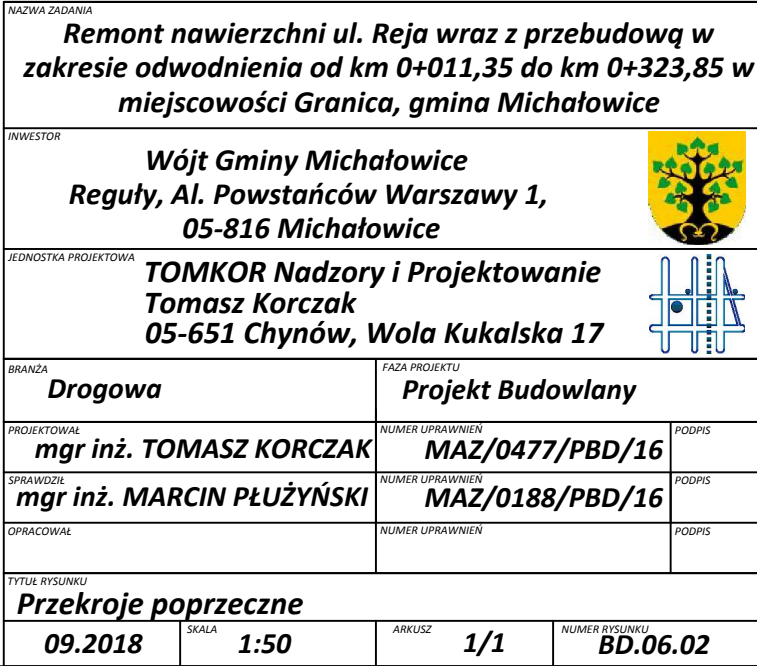 NAZWA ZADANIA
Remont nawierzchni ul. Reja wraz z przebudową w
zakresie odwodnienia od km 0+011,35 do km 0+323,85 w
miejscowości Granica, gmina Michałowice
INWESTOR
Wójt Gminy Michałowice
Reguły, Al. Powstańców Warszawy 1,
05-816 Michałowice
JEDNOSTKA PROJEKTOWA
TOMKOR Nadzory i Projektowanie
Tomasz Korczak
05-651 Chynów, Wola Kukalska 17
BRANŻA
Drogowa
FAZA PROJEKTU
Projekt Budowlany
PROJEKTOWAŁ
mgr inż. TOMASZ KORCZAK
NUMER UPRAWNIEŃ
MAZ/0477/PBD/16
PODPIS
SPRAWDZIŁ
mgr inż. MARCIN PŁUŻYŃSKI
NUMER UPRAWNIEŃ
MAZ/0188/PBD/16
PODPIS
OPRACOWAŁ
NUMER UPRAWNIEŃ
PODPIS
TYTUŁ RYSUNKU
Przekroje poprzeczne
09.2018
SKALA
1:50
ARKUSZ
1/1
NUMER RYSUNKU
BD.06.02